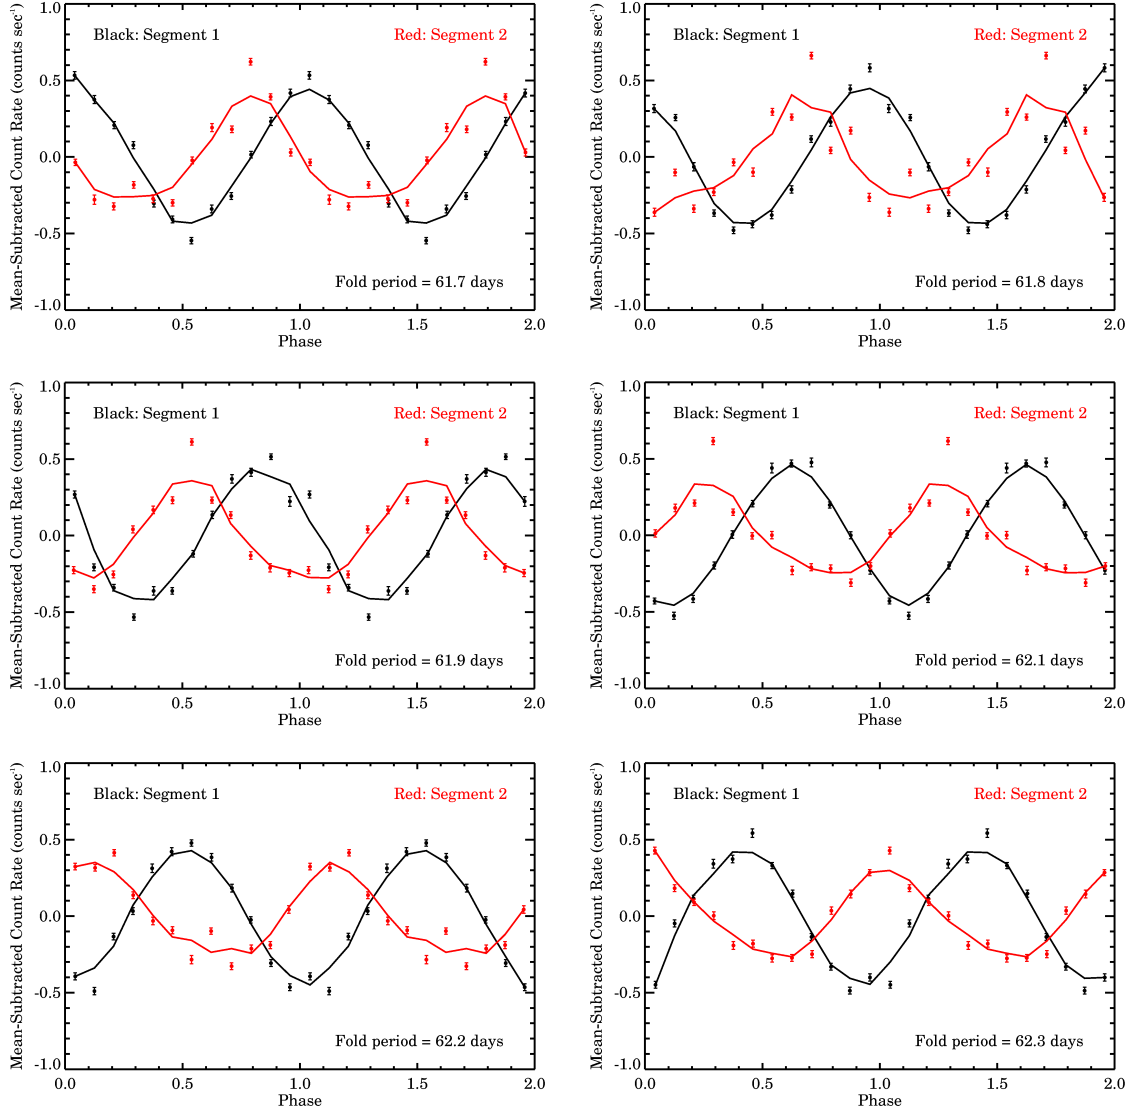 1.0
0.5
0.0
-0.5
-1.0
Mean-Subtracted Count Rate (counts sec⁻¹)
Black: Segment 1
Red: Segment 2
Fold period = 61.7 days
0.0 0.5 1.0 1.5 2.0
Phase
1.0
0.5
0.0
-0.5
-1.0
Mean-Subtracted Count Rate (counts sec⁻¹)
Black: Segment 1
Red: Segment 2
Fold period = 61.8 days
0.0 0.5 1.0 1.5 2.0
Phase
1.0
0.5
0.0
-0.5
-1.0
Mean-Subtracted Count Rate (counts sec⁻¹)
Black: Segment 1
Red: Segment 2
Fold period = 61.9 days
0.0 0.5 1.0 1.5 2.0
Phase
1.0
0.5
0.0
-0.5
-1.0
Mean-Subtracted Count Rate (counts sec⁻¹)
Black: Segment 1
Red: Segment 2
Fold period = 62.1 days
0.0 0.5 1.0 1.5 2.0
Phase
1.0
0.5
0.0
-0.5
-1.0
Mean-Subtracted Count Rate (counts sec⁻¹)
Black: Segment 1
Red: Segment 2
Fold period = 62.2 days
0.0 0.5 1.0 1.5 2.0
Phase
1.0
0.5
0.0
-0.5
-1.0
Mean-Subtracted Count Rate (counts sec⁻¹)
Black: Segment 1
Red: Segment 2
Fold period = 62.3 days
0.0 0.5 1.0 1.5 2.0
Phase